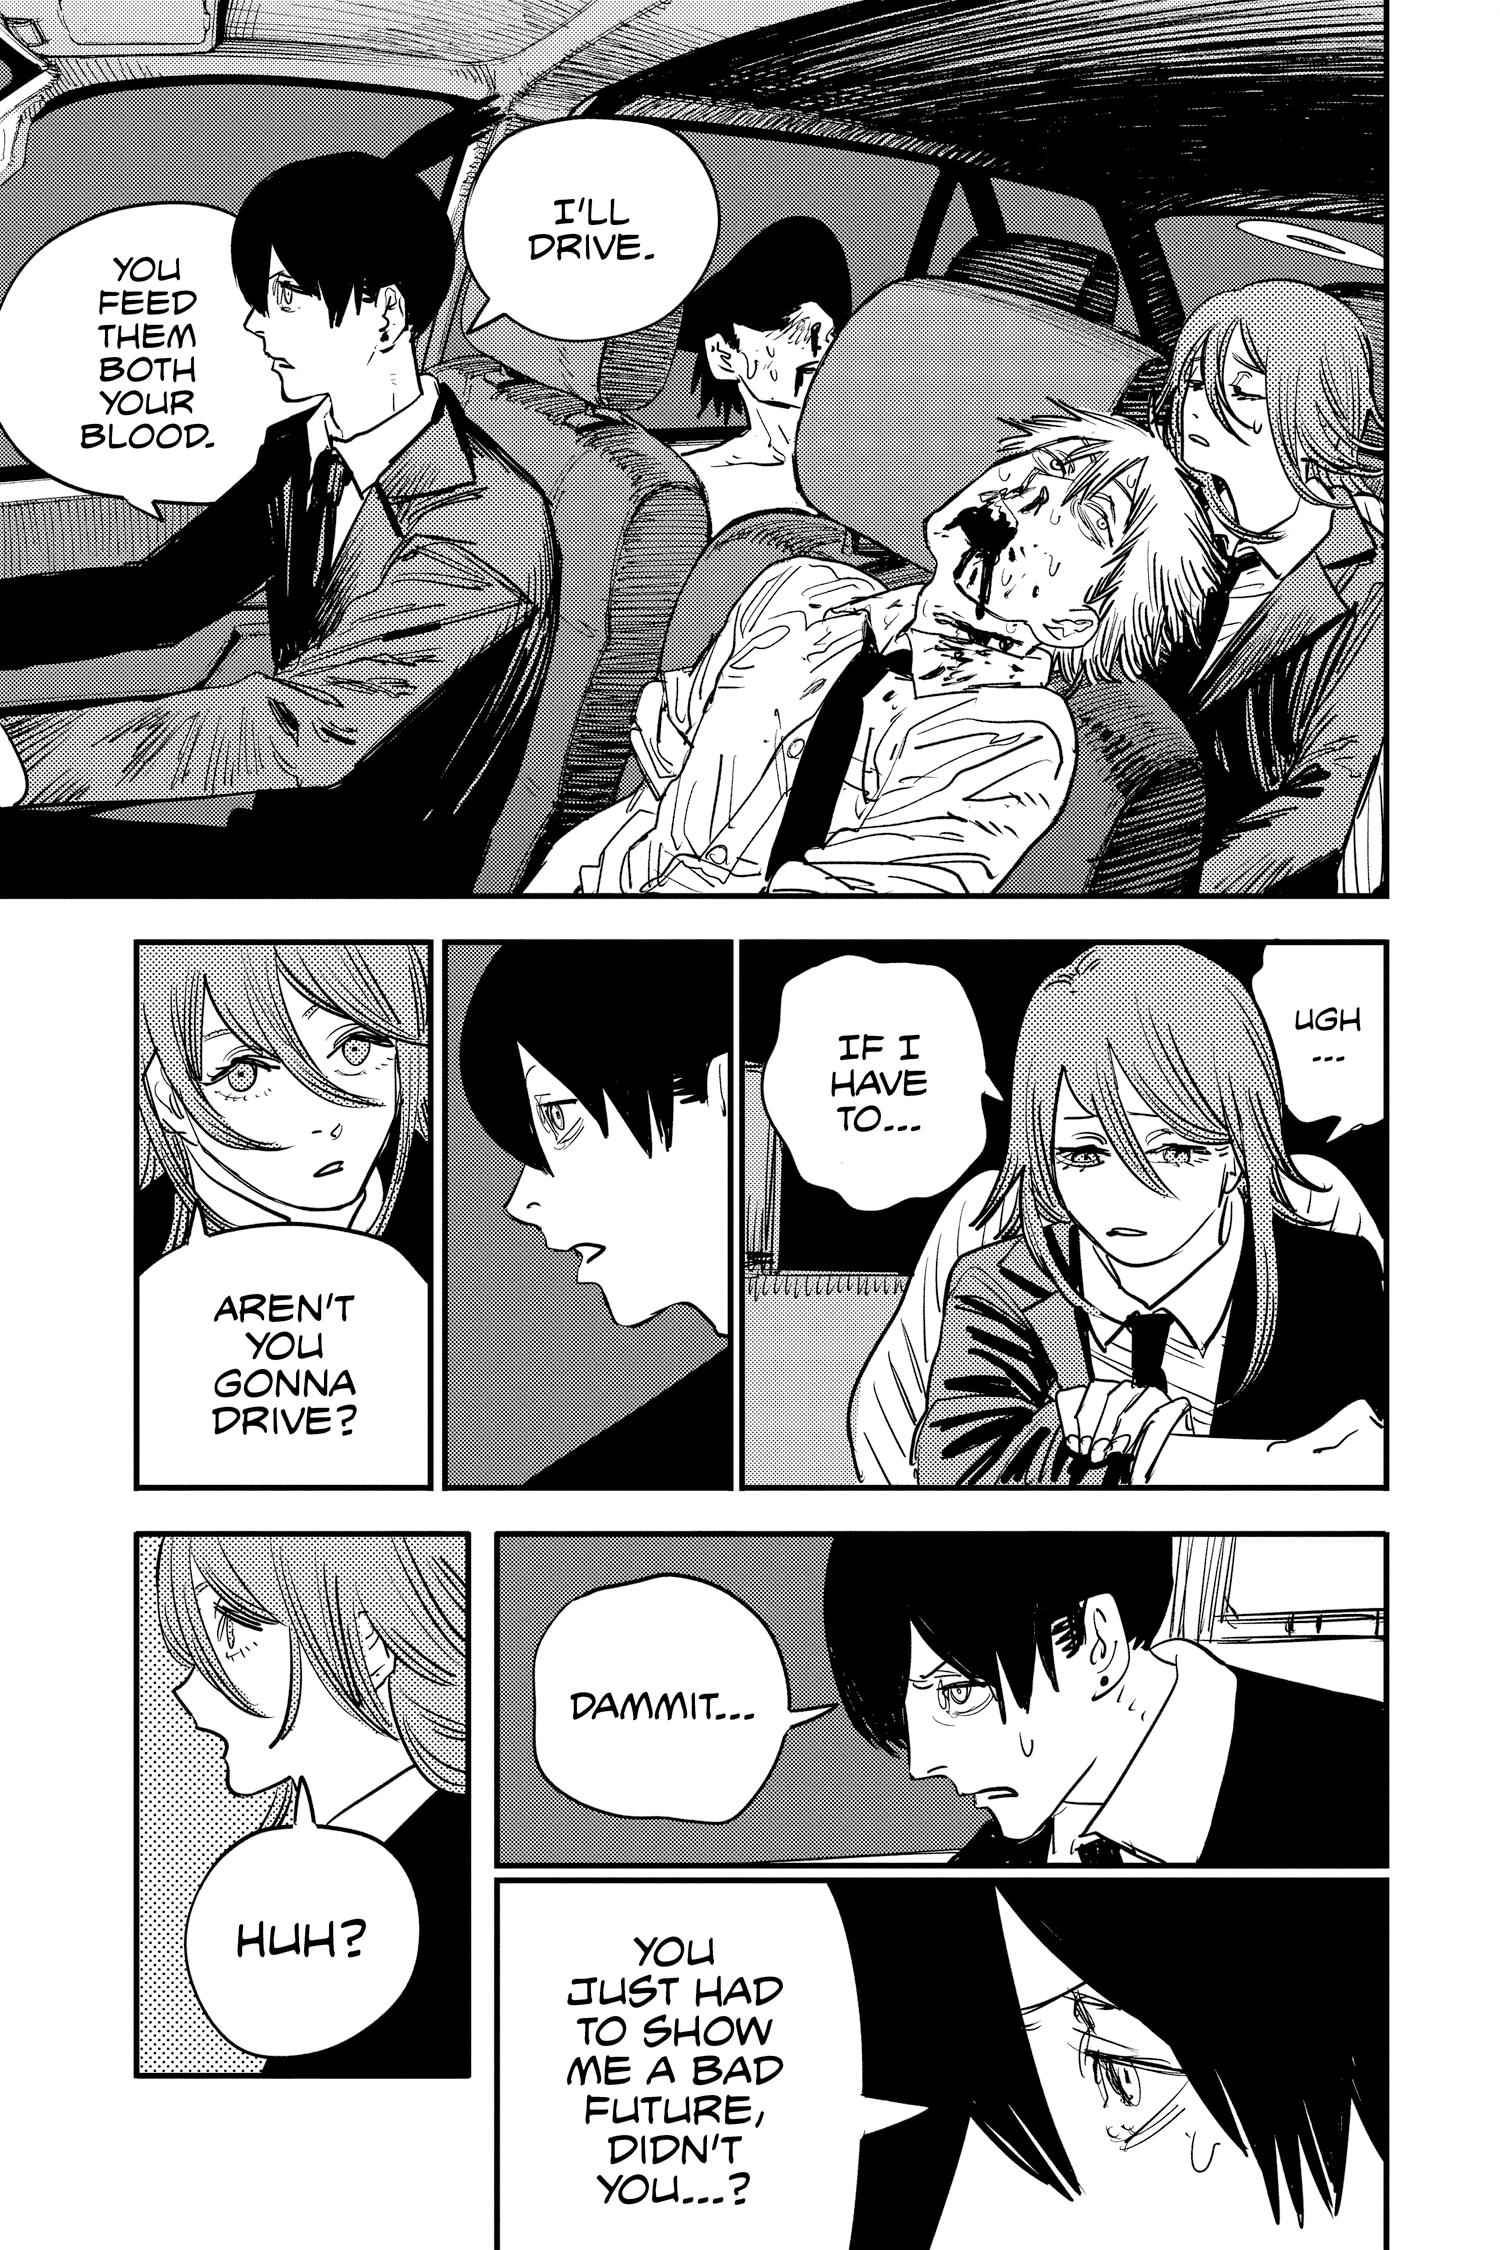 I'LL
DRIVE.
YOU
FEED
THEM
BOTH
YOUR
BLOOD.
UGH
...
IF I
HAVE
TO...
AREN'T
YOU
GONNA
DRIVE?
DAMMIT...
YOU
JUST HAD
TO SHOW
ME A BAD
FUTURE,
DIDN'T
YOU...?
HUH?